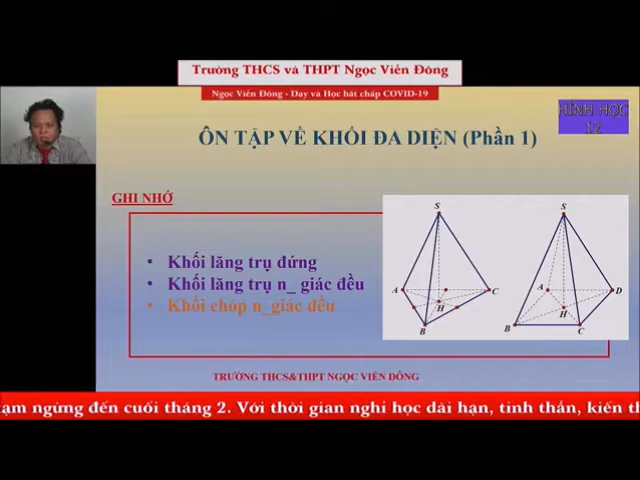 Trường THCS và THPT Ngọc Viễn Đông
Ngọc Viễn Đông - Dạy và Học bất chấp COVID-19
HÌNH HỌC
12
ÔN TẬP VỀ KHỐI ĐA DIỆN (Phần 1)
GHI NHỚ
• Khối lăng trụ đứng
• Khối lăng trụ n_ giác đều
• Khối chóp n_giác đều
S
A
C
H
B
S
A
D
H
B
C
TRƯỜNG THCS&THPT NGỌC VIỄN ĐÔNG
ạm ngừng đến cuối tháng 2. Với thời gian nghỉ học dài hạn, tinh thần, kiến th